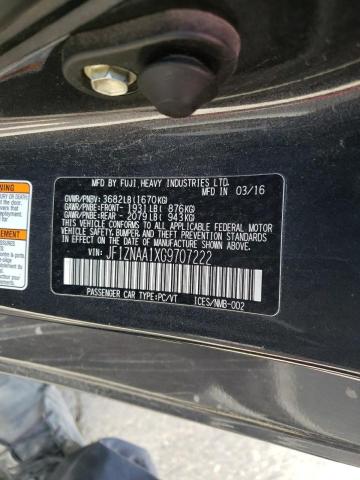 MFD BY FUJI HEAVY INDUSTRIES LTD.
MFD. IN 03/16
GVWR/PNBV: 3682LB(1670KG)
GAWR/PNBE:FRONT- 1931LB( 876KG)
GAWR/PNBE:REAR - 2079LB( 943KG)
THIS VEHICLE CONFORMS TO ALL APPLICABLE FEDERAL MOTOR
VEHICLE SAFETY, BUMPER, AND THEFT PREVENTION STANDARDS
IN EFFECT ON THE DATE OF MANUFACTURE SHOWN ABOVE.
VIN: JF1ZNAA1XG9707222
PASSENGER CAR TYPE:PC/VT ICES/NMB-002